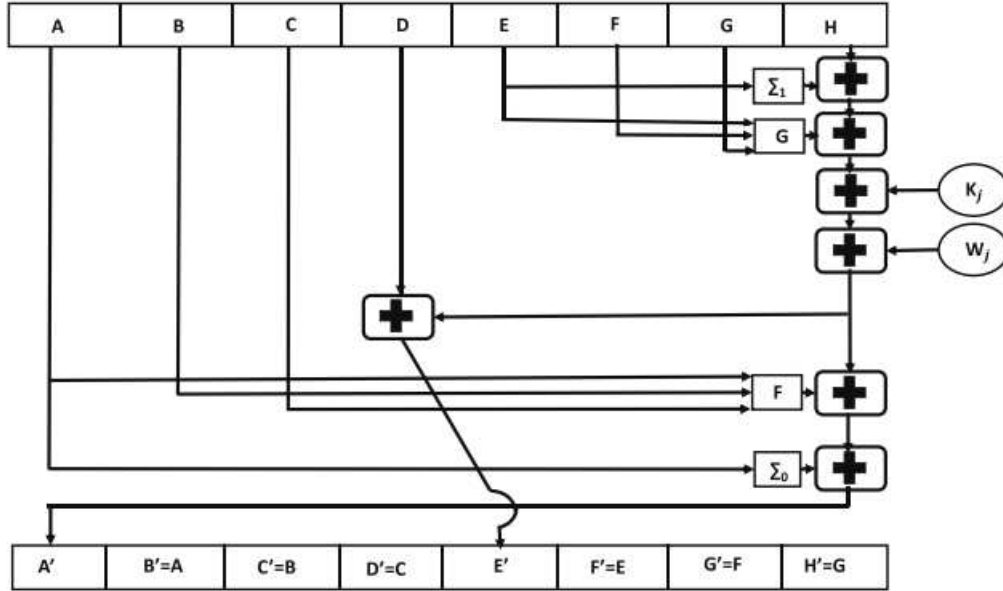 A B C D E F G H
∑₁
G
Kⱼ
Wⱼ
F
∑₀
A' B'=A C'=B D'=C E' F'=E G'=F H'=G